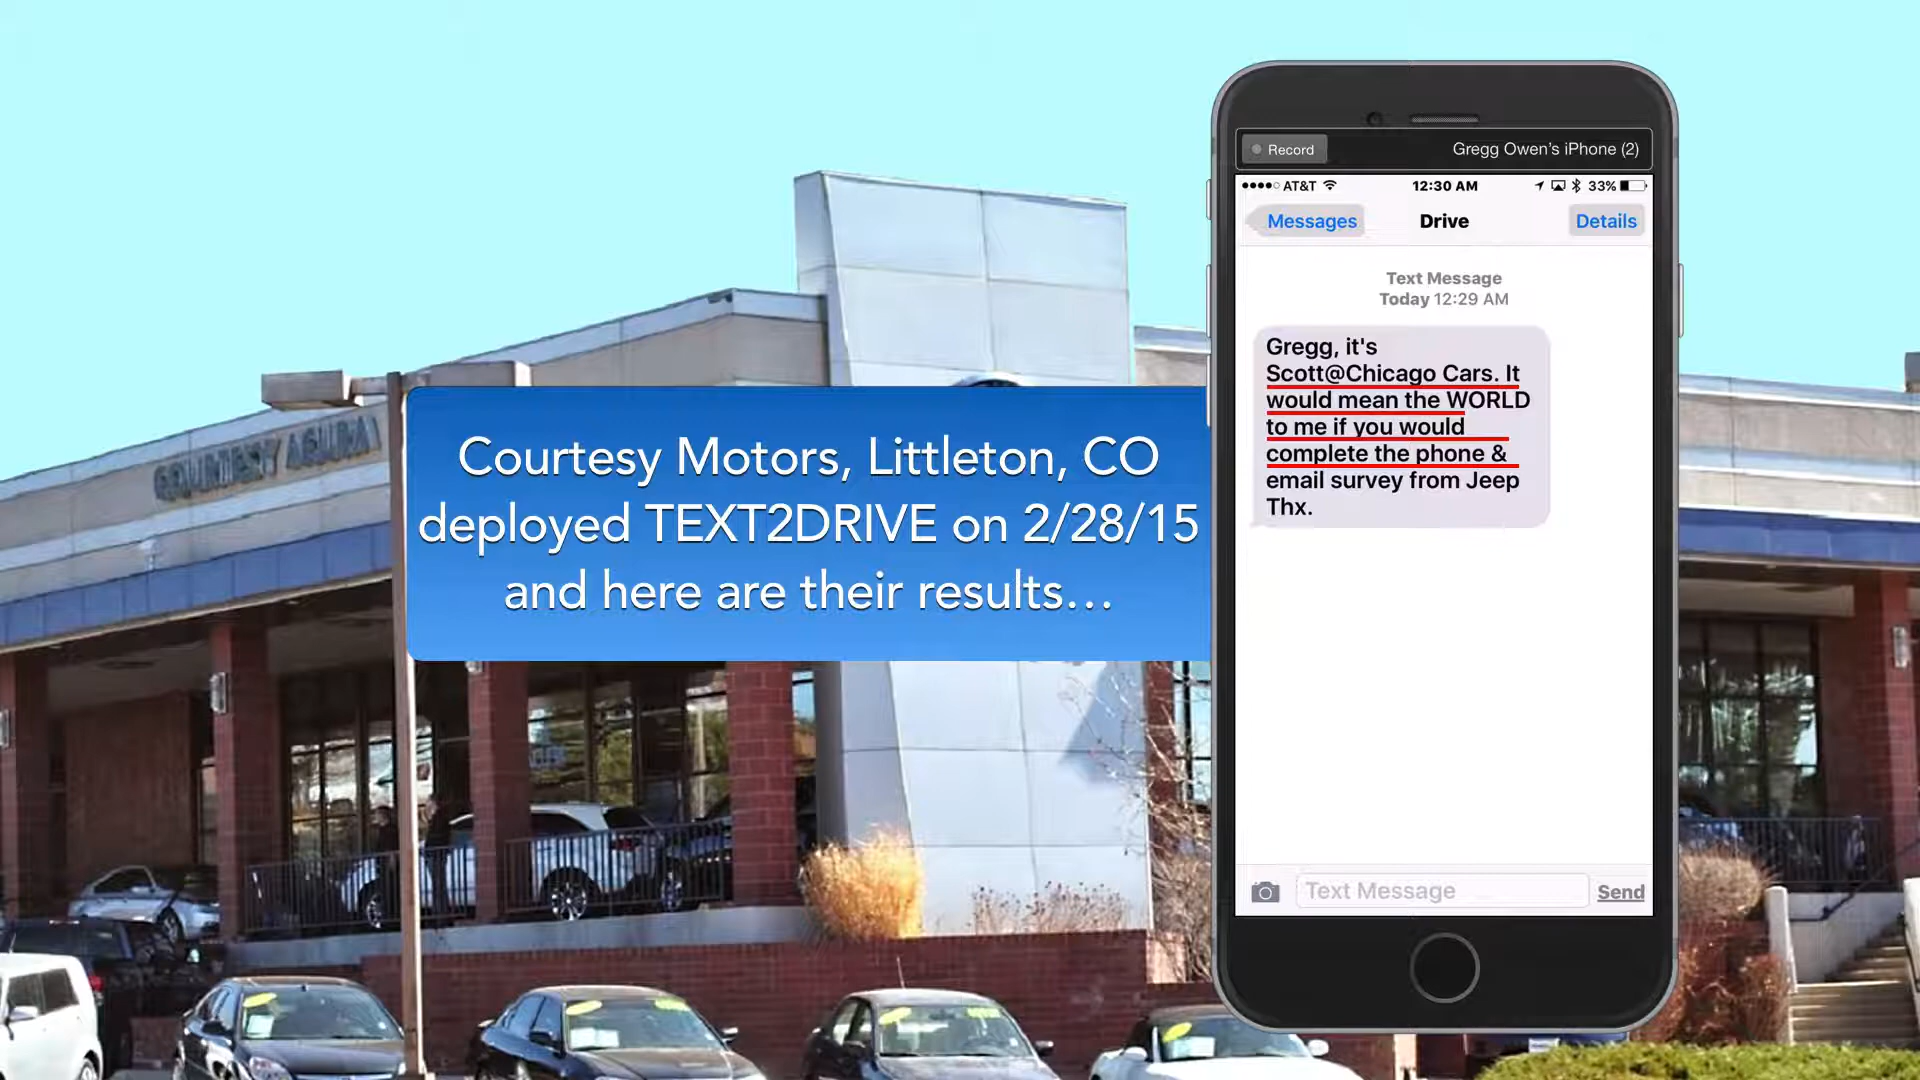 COURTESY ACURA
Courtesy Motors, Littleton, CO
deployed TEXT2DRIVE on 2/28/15
and here are their results...
Record
Gregg Owen's iPhone (2)
AT&T
12:30 AM
33%
Messages
Drive
Details
Text Message
Today 12:29 AM
Gregg, it's
Scott@Chicago Cars. It
would mean the WORLD
to me if you would
complete the phone &
email survey from Jeep
Thx.
Text Message
Send